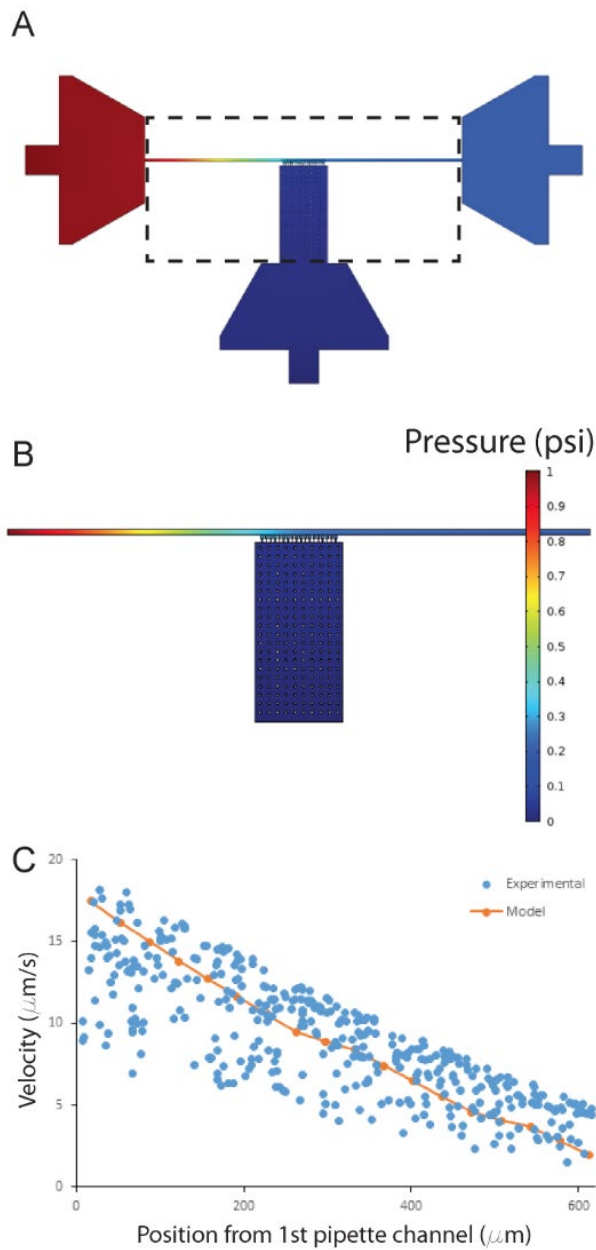 A
B
Pressure (psi)
1
0.9
0.8
0.7
0.6
0.5
0.4
0.3
0.2
0.1
0
C
20
15
10
5
0
Velocity (μm/s)
Experimental
Model
0 200 400 600
Position from 1st pipette channel (μm)